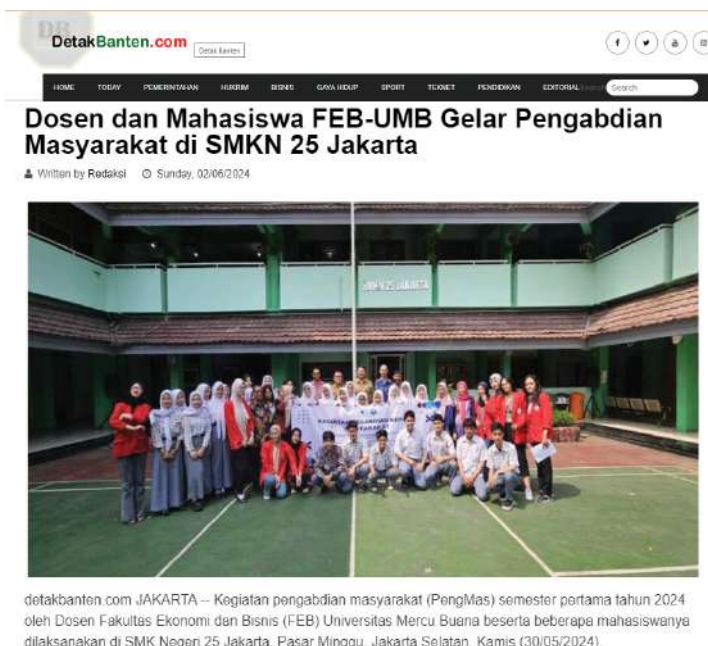 DB
DetakBanten.com
Detak Banten
HOME TODAY PEMERINTAHAN HUKRIM BISNIS GAYA HIDUP SPORT TEKNET PENDIDIKAN EDITORIAL Search
Dosen dan Mahasiswa FEB-UMB Gelar Pengabdian
Masyarakat di SMKN 25 Jakarta
Written by Redaksi Sunday, 02/06/2024
SMKN 25 JAKARTA
detakbanten.com JAKARTA -- Kegiatan pengabdian masyarakat (PengMas) semester pertama tahun 2024
oleh Dosen Fakultas Ekonomi dan Bisnis (FEB) Universitas Mercu Buana beserta beberapa mahasiswanya
dilaksanakan di SMK Negeri 25 Jakarta, Pasar Minggu, Jakarta Selatan, Kamis (30/05/2024).